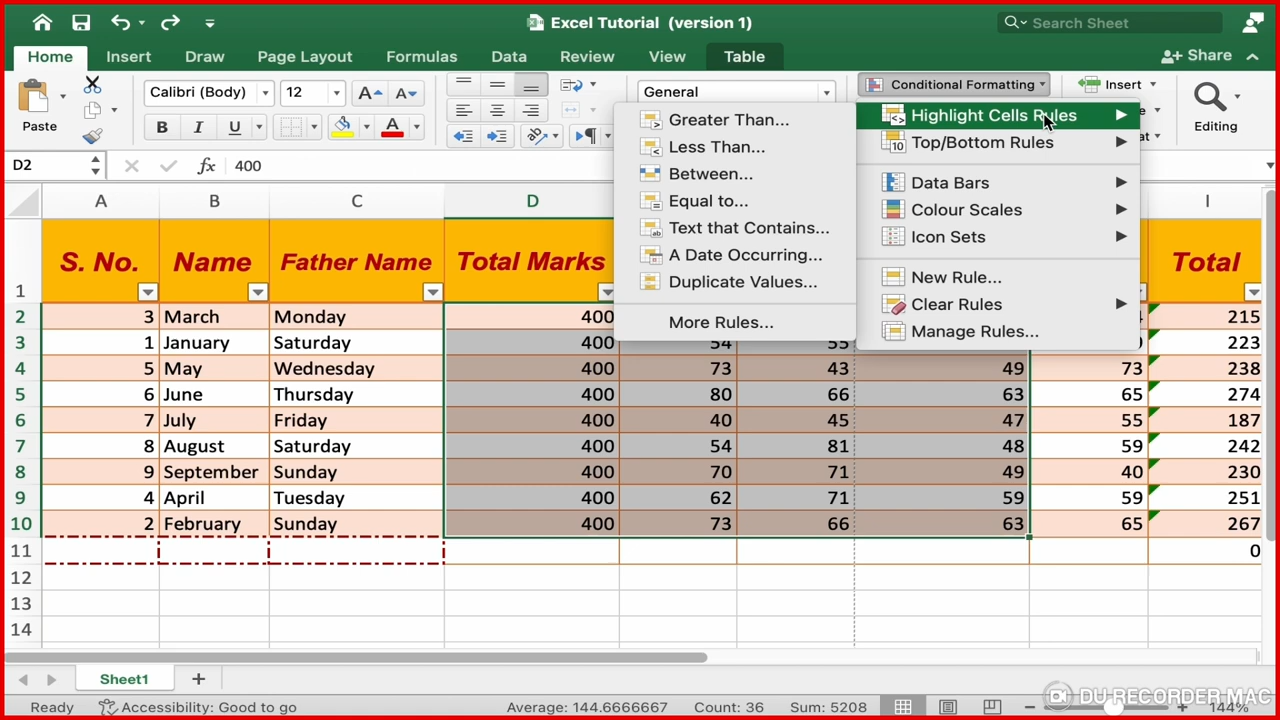 Excel Tutorial (version 1)
Search Sheet
Home Insert Draw Page Layout Formulas Data Review View Table Share
Paste
Calibri (Body) 12 A A
B I U A
General
Conditional Formatting
Insert
Editing
Greater Than...
Less Than...
Between...
Equal to...
Text that Contains...
A Date Occurring...
Duplicate Values...
More Rules...
Highlight Cells Rules
Top/Bottom Rules
Data Bars
Colour Scales
Icon Sets
New Rule...
Clear Rules
Manage Rules...
D2 fx 400
A B C D I
1 S. No. Name Father Name Total Marks Total
2 3 March Monday 400 215
3 1 January Saturday 400 54 55 223
4 5 May Wednesday 400 73 43 49 73 238
5 6 June Thursday 400 80 66 63 65 274
6 7 July Friday 400 40 45 47 55 187
7 8 August Saturday 400 54 81 48 59 242
8 9 September Sunday 400 70 71 49 40 230
9 4 April Tuesday 400 62 71 59 59 251
10 2 February Sunday 400 73 66 63 65 267
11 0
12
13
14
Sheet1
Ready Accessibility: Good to go Average: 144.6666667 Count: 36 Sum: 5208 144%
DU RECORDER MAC